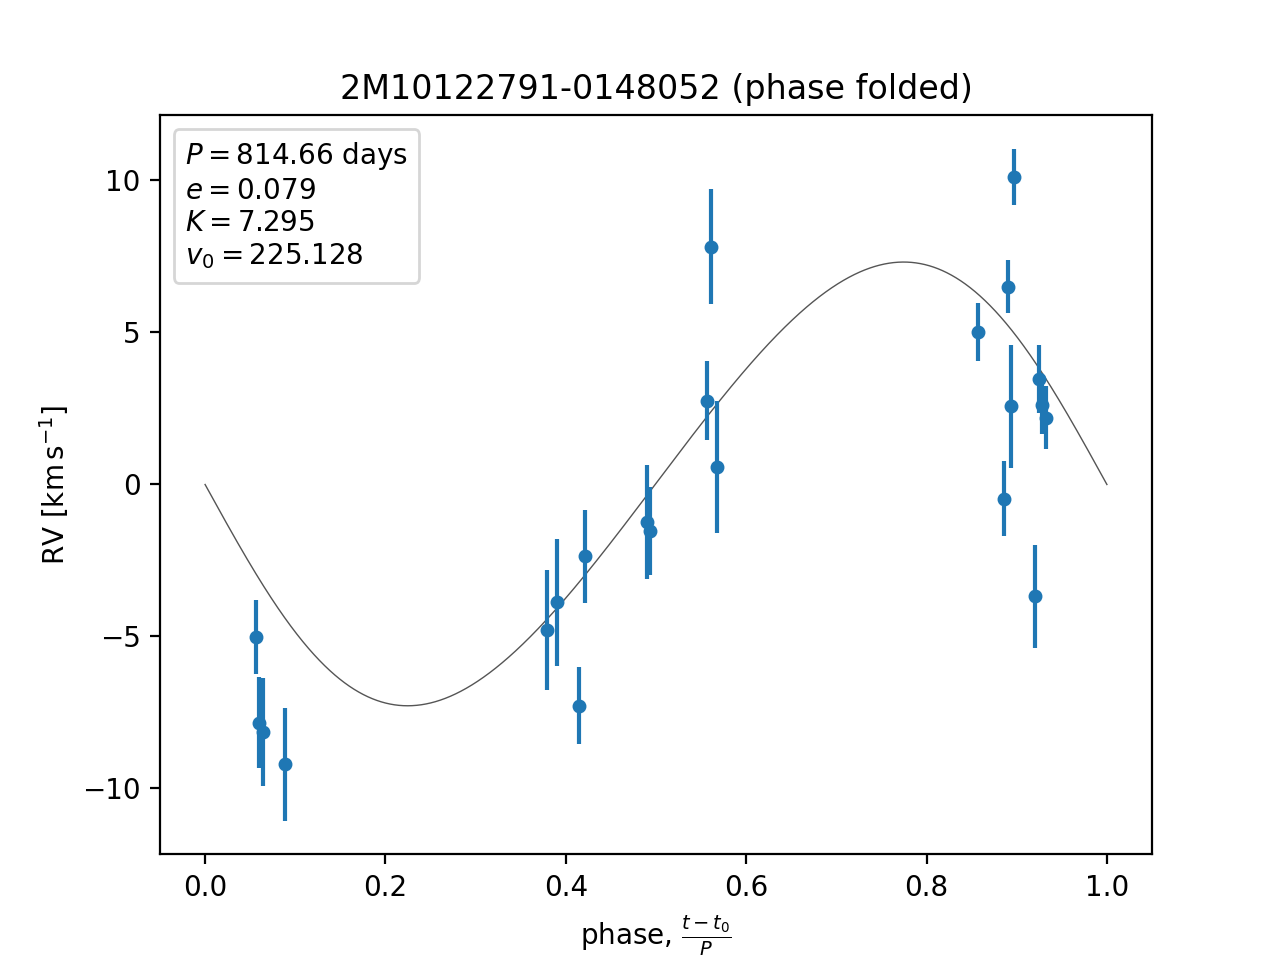 2M10122791-0148052 (phase folded)
P = 814.66 days
e = 0.079
K = 7.295
v₀ = 225.128
10
5
0
−5
−10
RV [km s⁻¹]
0.0 0.2 0.4 0.6 0.8 1.0
phase, (t − t₀)/P